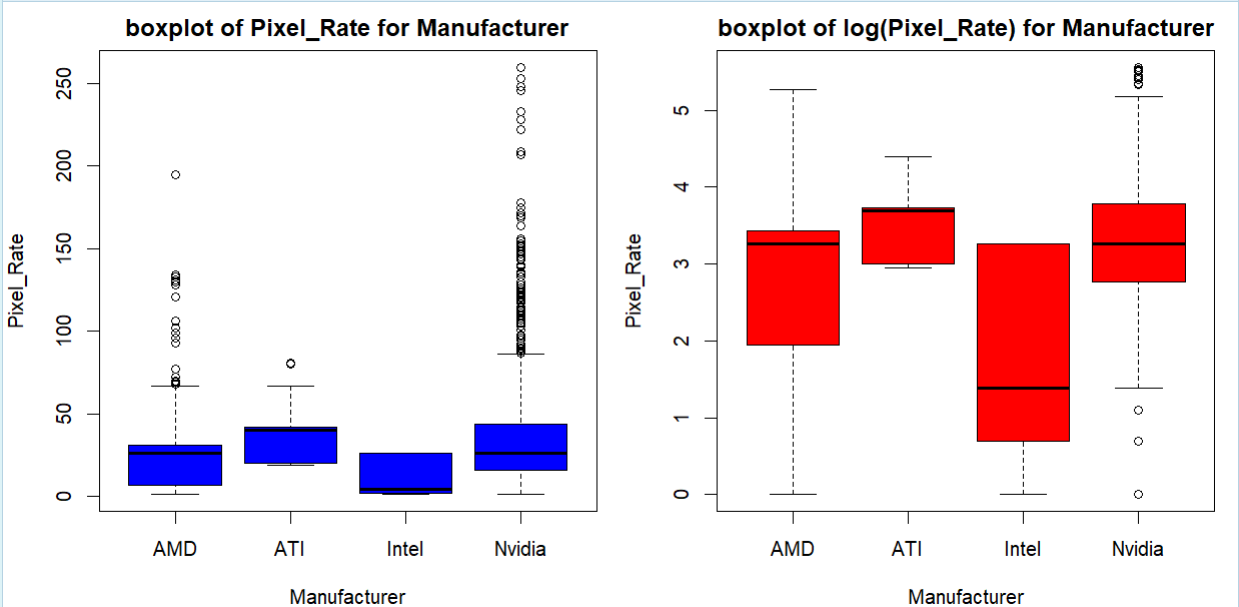 boxplot of Pixel_Rate for Manufacturer
Pixel_Rate
250
200
150
100
50
0
AMD ATI Intel Nvidia
Manufacturer
boxplot of log(Pixel_Rate) for Manufacturer
Pixel_Rate
5
4
3
2
1
0
AMD ATI Intel Nvidia
Manufacturer